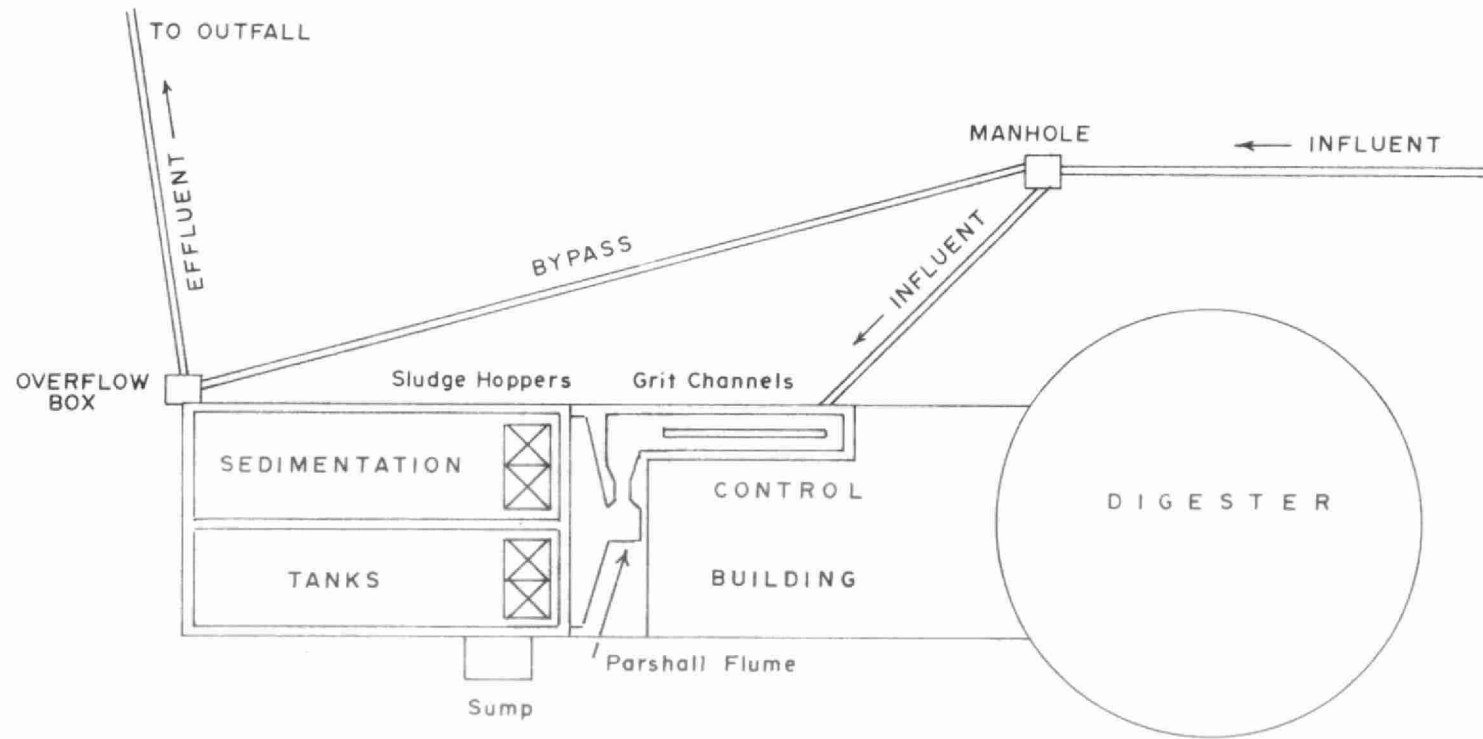 TO OUTFALL
MANHOLE
INFLUENT
EFFLUENT
BYPASS
INFLUENT
OVERFLOW
BOX
Sludge Hoppers
Grit Channels
SEDIMENTATION
CONTROL
DIGESTER
TANKS
BUILDING
Parshall Flume
Sump